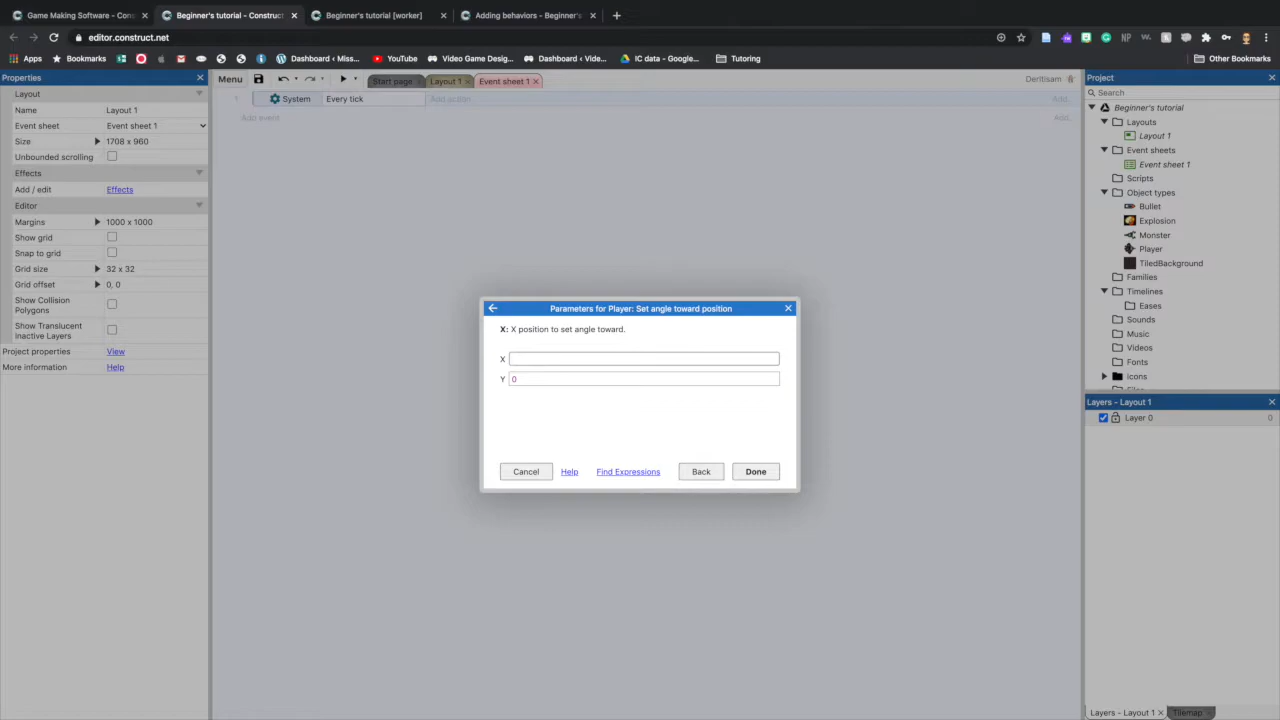 Game Making Software - Cons
Beginner's tutorial - Construct
Beginner's tutorial [worker]
Adding behaviors - Beginner's
editor.construct.net
Apps
Bookmarks
Dashboard ‹ Miss...
YouTube
Video Game Desi...
Dashboard ‹ Vide...
IC data - Google...
Tutoring
Other Bookmarks
Properties
Menu
Start page
Layout 1
Event sheet 1
Dertisam
Project
Layout
Name Layout 1
Event sheet Event sheet 1
Size 1708 x 960
Unbounded scrolling
Effects
Add / edit Effects
Editor
Margins 1000 x 1000
Show grid
Snap to grid
Grid size 32 x 32
Grid offset 0, 0
Show Collision
Polygons
Show Translucent
Inactive Layers
Project properties View
More information Help
1 System Every tick Add action Add...
Add event Add...
Parameters for Player: Set angle toward position
X: X position to set angle toward.
X
Y 0
Cancel Help Find Expressions Back Done
Search
Beginner's tutorial
Layouts
Layout 1
Event sheets
Event sheet 1
Scripts
Object types
Bullet
Explosion
Monster
Player
TiledBackground
Families
Timelines
Eases
Sounds
Music
Videos
Fonts
Icons
Layers - Layout 1
Layer 0 0
Layers - Layout 1
Tilemap